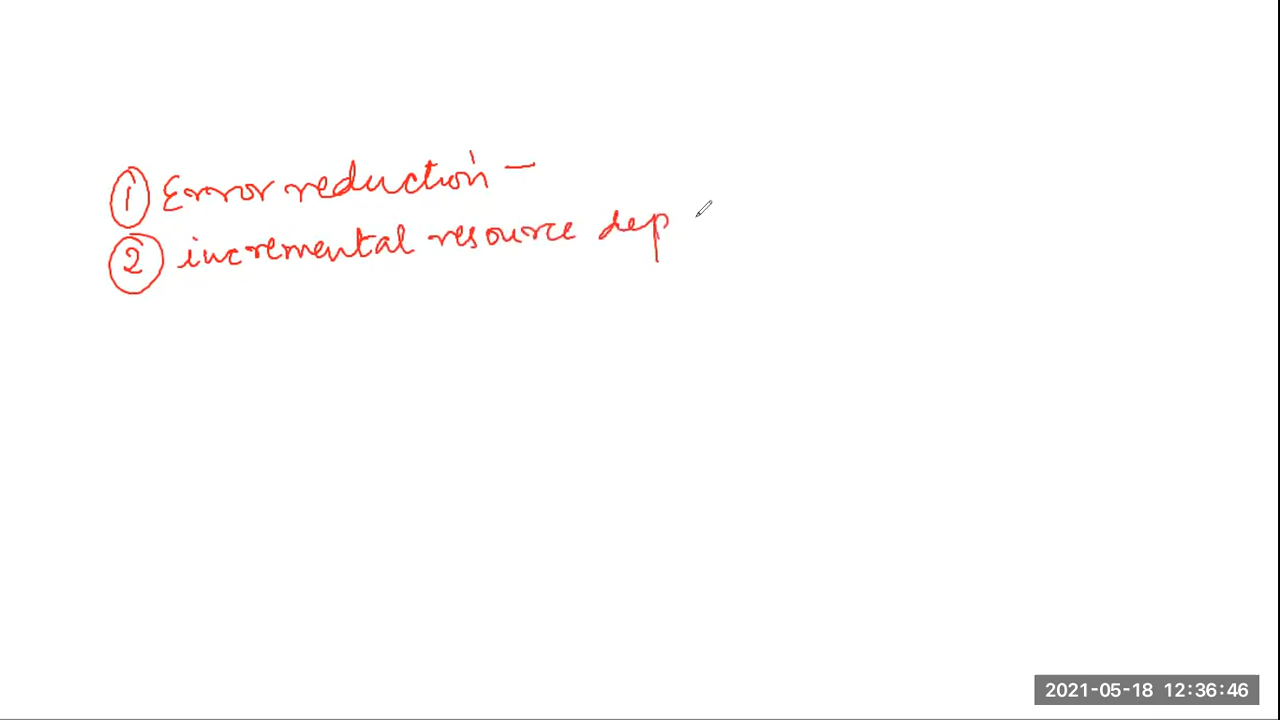 ① Error reduction -
② incremental resource dep
2021-05-18 12:36:46